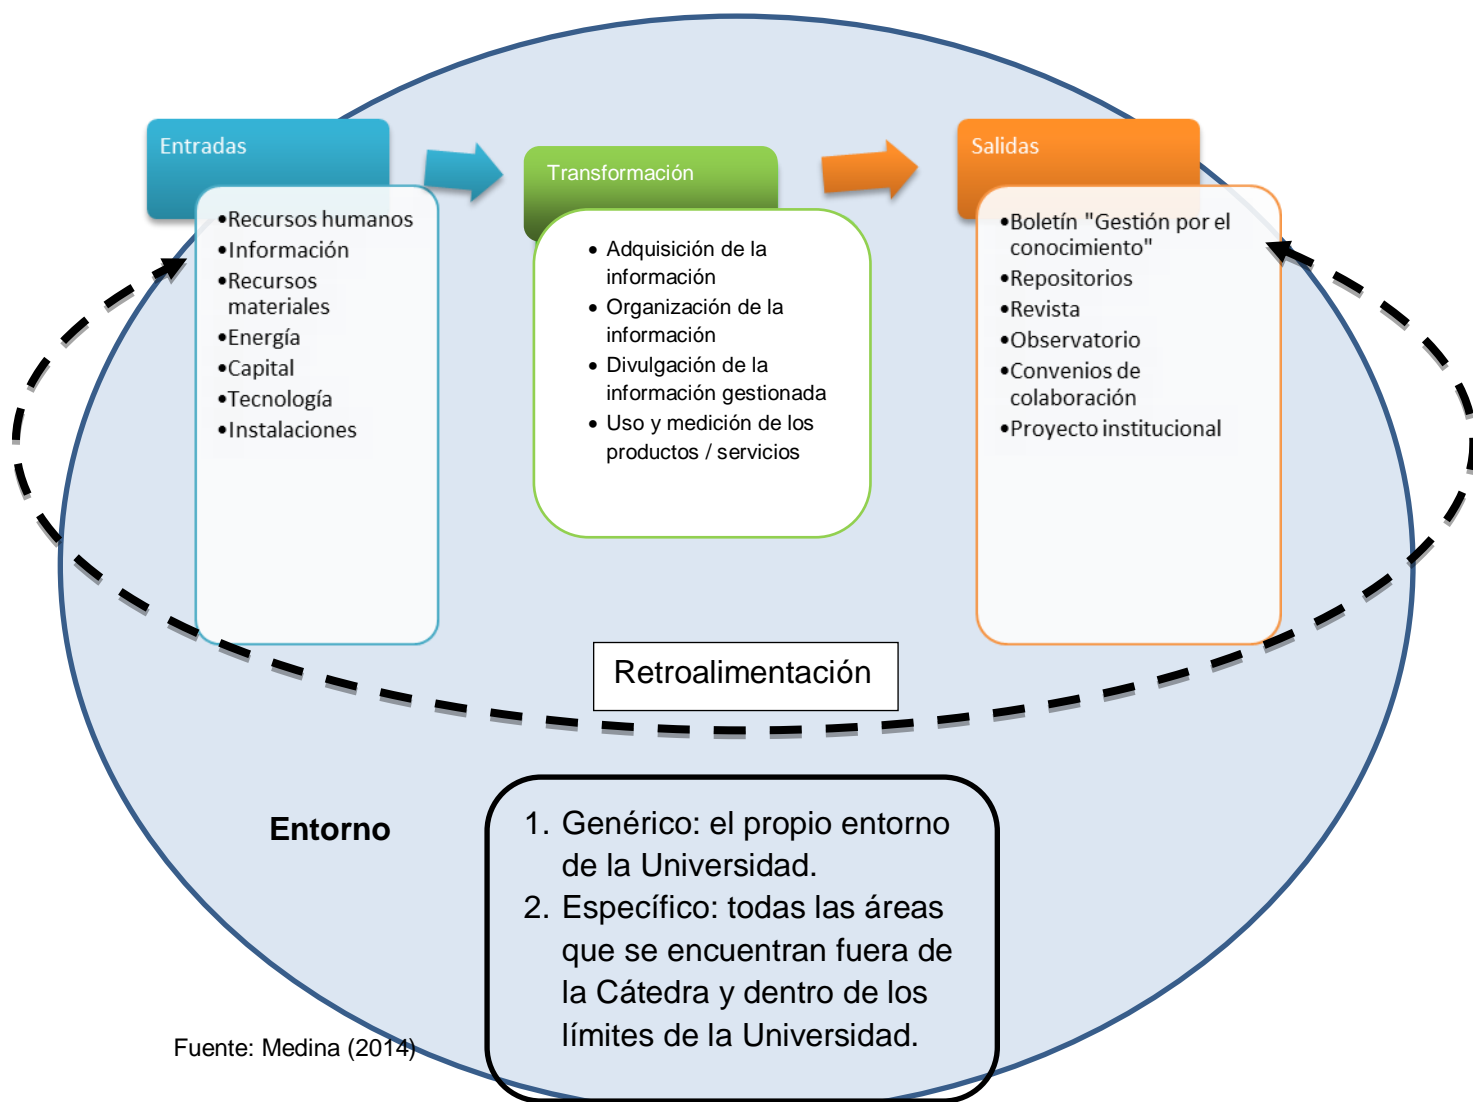 Entradas
•Recursos humanos
•Información
•Recursos
materiales
•Energía
•Capital
•Tecnología
•Instalaciones
Transformación
• Adquisición de la
información
• Organización de la
información
• Divulgación de la
información gestionada
• Uso y medición de los
productos / servicios
Salidas
•Boletín "Gestión por el
conocimiento"
•Repositorios
•Revista
•Observatorio
•Convenios de
colaboración
•Proyecto institucional
Retroalimentación
Entorno
1. Genérico: el propio entorno
de la Universidad.
2. Específico: todas las áreas
que se encuentran fuera de
la Cátedra y dentro de los
límites de la Universidad.
Fuente: Medina (2014)